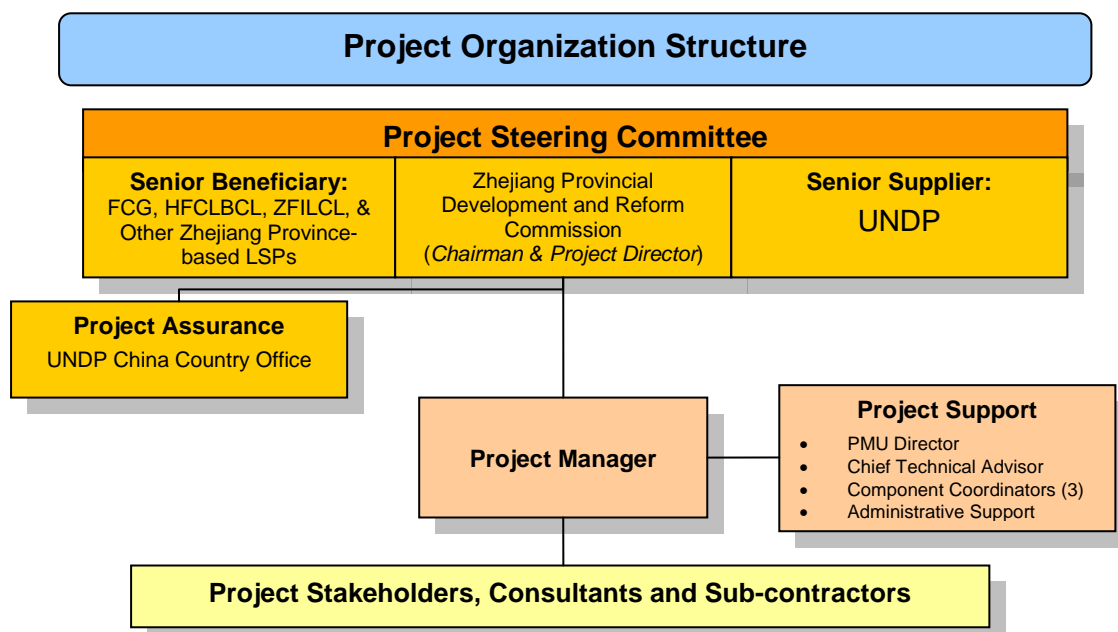 Project Organization Structure
Project Steering Committee
Senior Beneficiary:
FCG, HFCLBCL, ZFILCL, &
Other Zhejiang Province-
based LSPs
Zhejiang Provincial
Development and Reform
Commission
(Chairman & Project Director)
Senior Supplier:
UNDP
Project Assurance
UNDP China Country Office
Project Manager
Project Support
• PMU Director
• Chief Technical Advisor
• Component Coordinators (3)
• Administrative Support
Project Stakeholders, Consultants and Sub-contractors